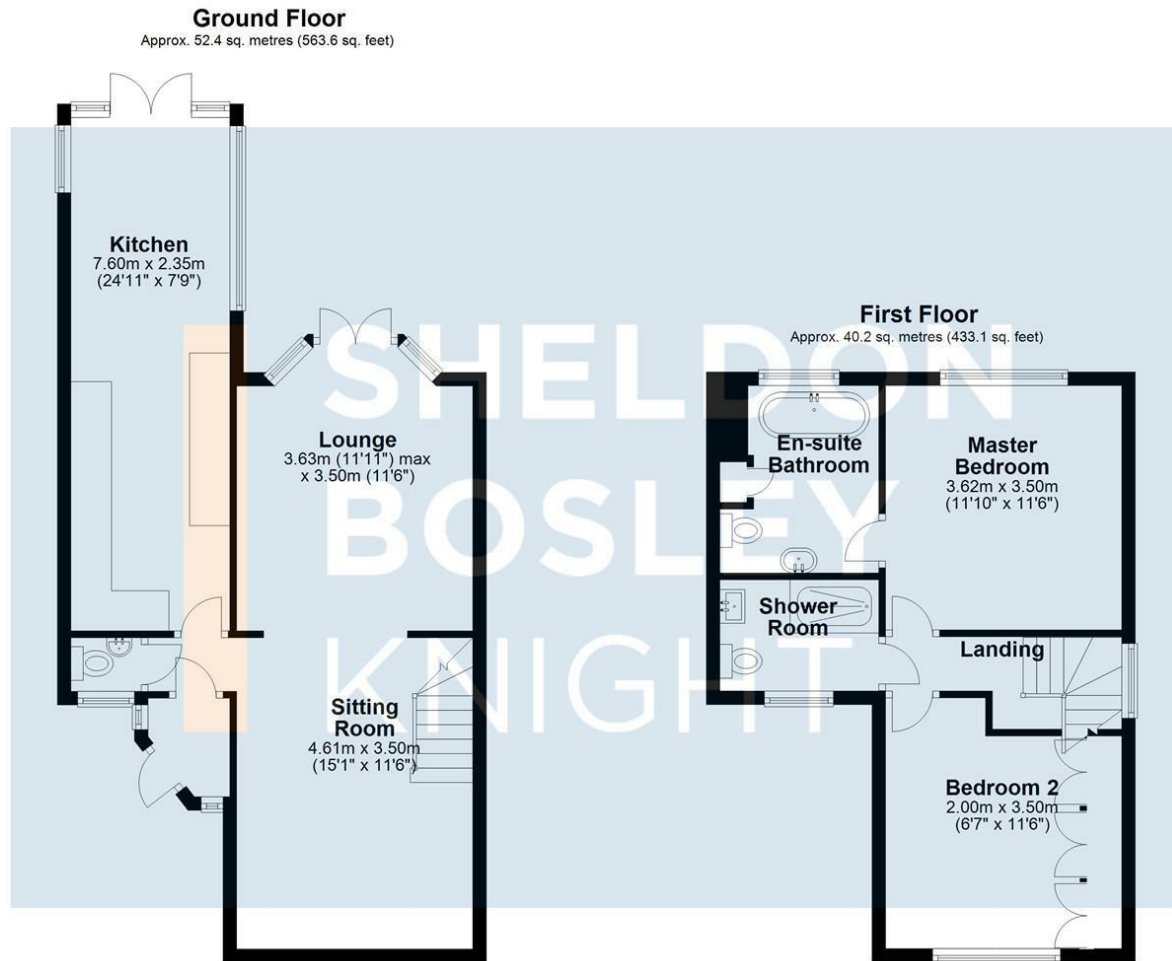 Ground Floor
Approx. 52.4 sq. metres (563.6 sq. feet)
Kitchen
7.60m x 2.35m
(24'11" x 7'9")
Lounge
3.63m (11'11") max
x 3.50m (11'6")
Sitting
Room
4.61m x 3.50m
(15'1" x 11'6")
First Floor
Approx. 40.2 sq. metres (433.1 sq. feet)
En-suite
Bathroom
Master
Bedroom
3.62m x 3.50m
(11'10" x 11'6")
Shower
Room
Landing
Bedroom 2
2.00m x 3.50m
(6'7" x 11'6")
SHELDON
BOSLEY
KNIGHT